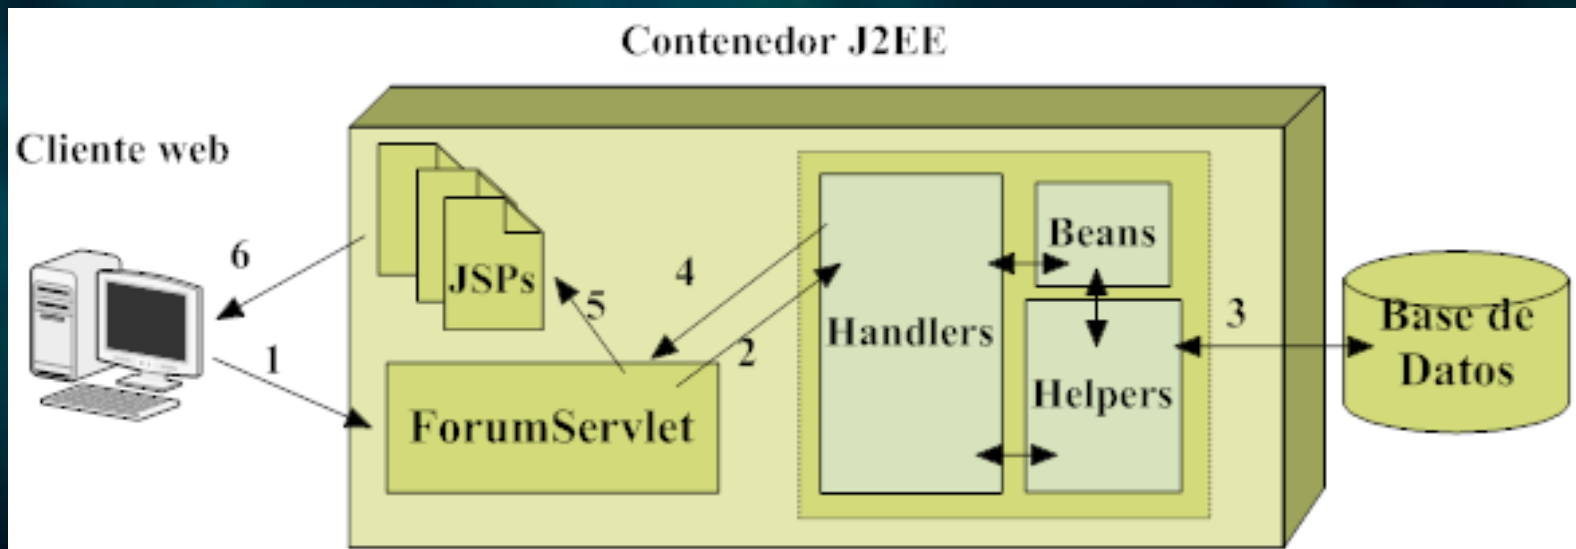 Contenedor J2EE
Cliente web
6
1
JSPs
5
4
2
ForumServlet
Handlers
Beans
Helpers
3
Base de
Datos